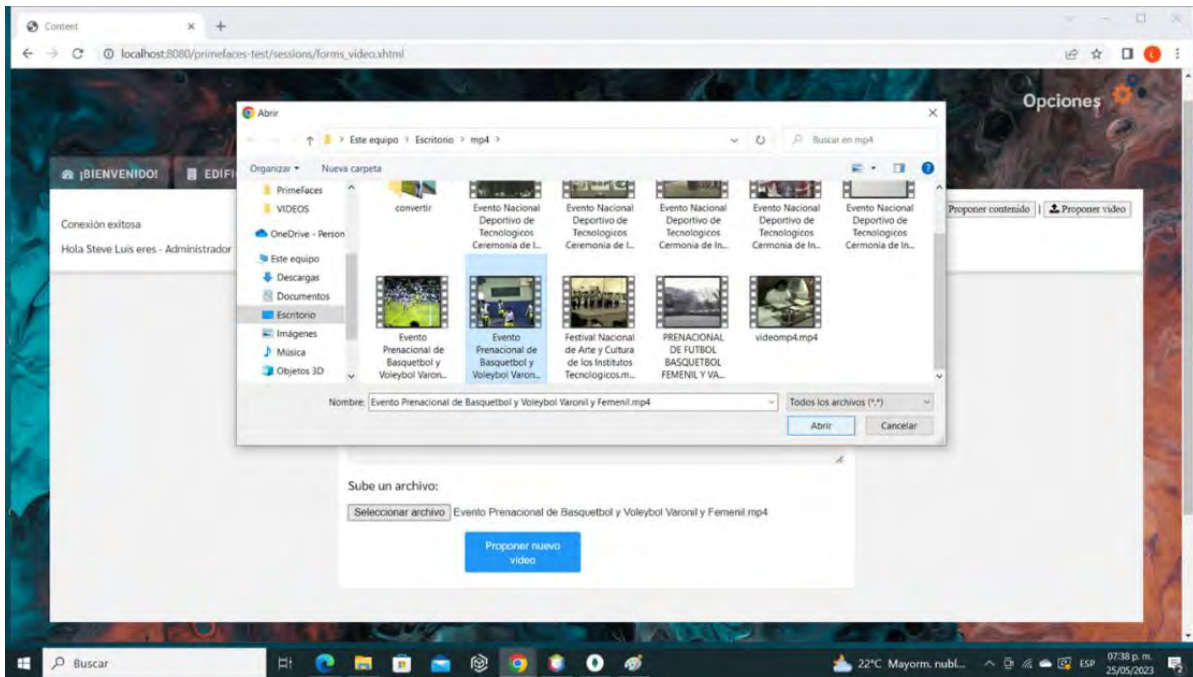 Content
localhost:8080/primefaces-test/sessions/forms_video.xhtml
Opciones
Abrir
Este equipo > Escritorio > mp4 >
Buscar en mp4
Organizar
Nueva carpeta
¡BIENVENIDO!
EDIFI
PrimeFaces
VIDEOS
OneDrive - Person
Este equipo
Descargas
Documentos
Escritorio
Imágenes
Música
Objetos 3D
convertir
Evento Nacional
Deportivo de
Tecnologicos
Ceremonia de I...
Evento Nacional
Deportivo de
Tecnologicos
Ceremonia de I...
Evento Nacional
Deportivo de
Tecnologicos
Cermonia de In...
Evento Nacional
Deportivo de
Tecnologicos
Cermonia de In...
Evento Nacional
Deportivo de
Tecnologicos
Cermonia de In...
Evento
Prenacional de
Basquetbol y
Voleybol Varon...
Evento
Prenacional de
Basquetbol y
Voleybol Varon...
Festival Nacional
de Arte y Cultura
de los Institutos
Tecnologicos.m...
PRENACIONAL
DE FUTBOL
BASQUETBOL
FEMENIL Y VA...
videomp4.mp4
Proponer contenido | Proponer video
Conexión exitosa
Hola Steve Luis eres - Administrador
Nombre: Evento Prenacional de Basquetbol y Voleybol Varonil y Femenil.mp4
Todos los archivos (*.*)
Abrir
Cancelar
Sube un archivo:
Seleccionar archivo Evento Prenacional de Basquetbol y Voleybol Varonil y Femenil.mp4
Proponer nuevo
video
Buscar
22°C Mayorm. nubl...
ESP
07:38 p. m.
25/05/2023